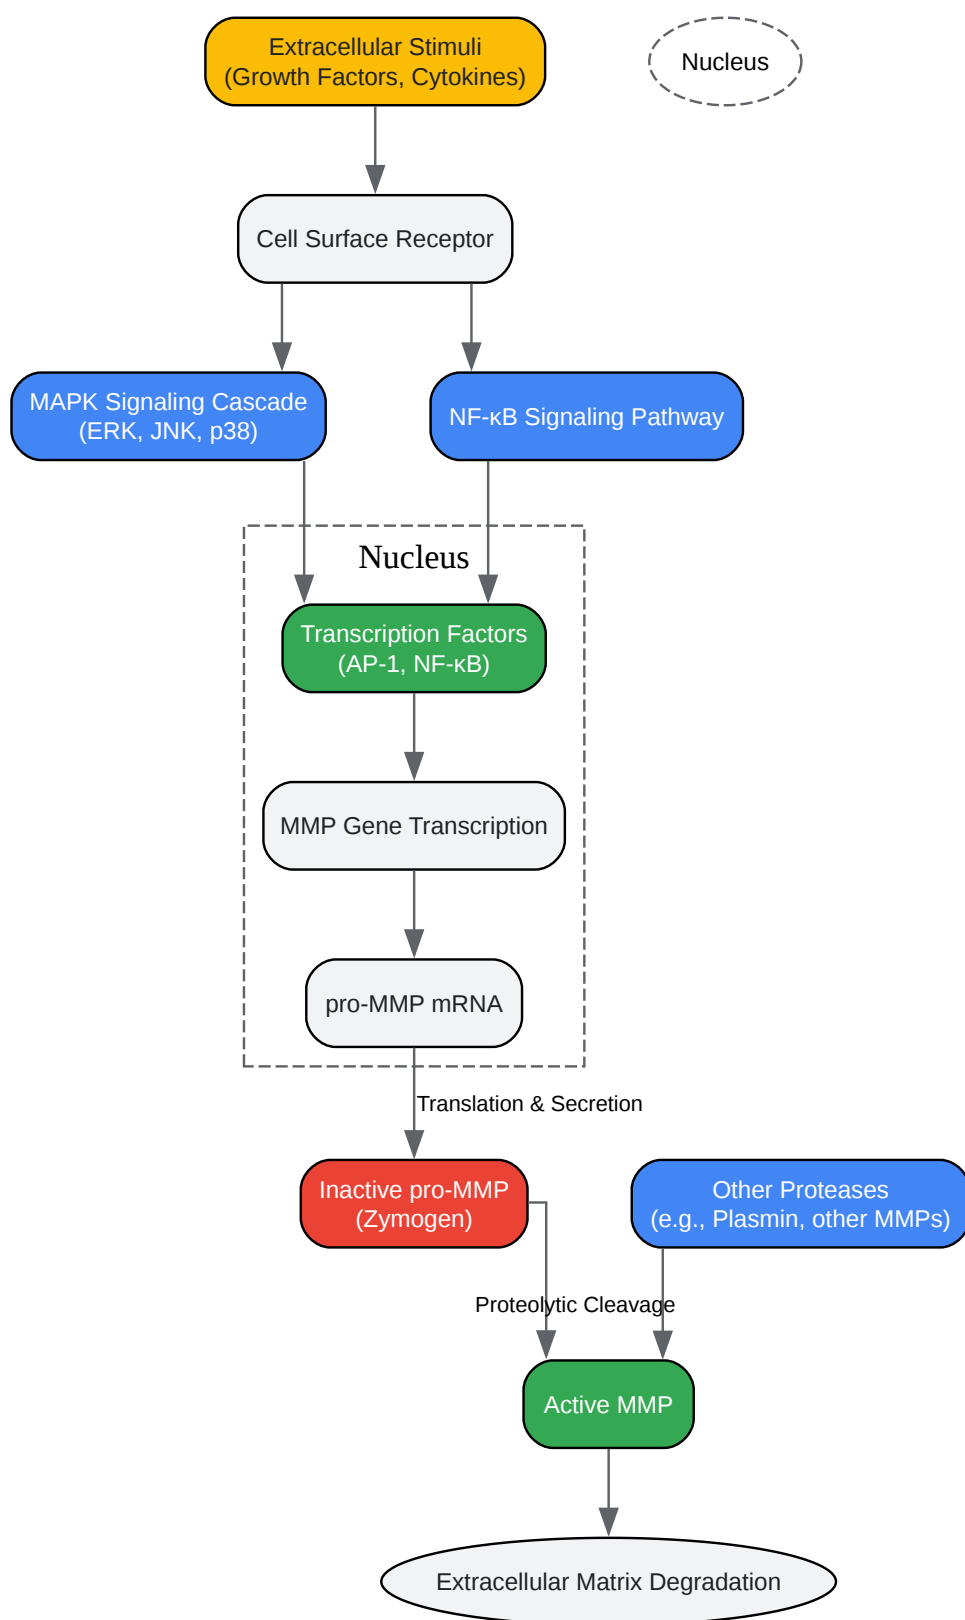 Extracellular Stimuli
(Growth Factors, Cytokines)
Nucleus
Cell Surface Receptor
MAPK Signaling Cascade
(ERK, JNK, p38)
NF-κB Signaling Pathway
Nucleus
Transcription Factors
(AP-1, NF-κB)
MMP Gene Transcription
pro-MMP mRNA
Translation & Secretion
Inactive pro-MMP
(Zymogen)
Other Proteases
(e.g., Plasmin, other MMPs)
Proteolytic Cleavage
Active MMP
Extracellular Matrix Degradation